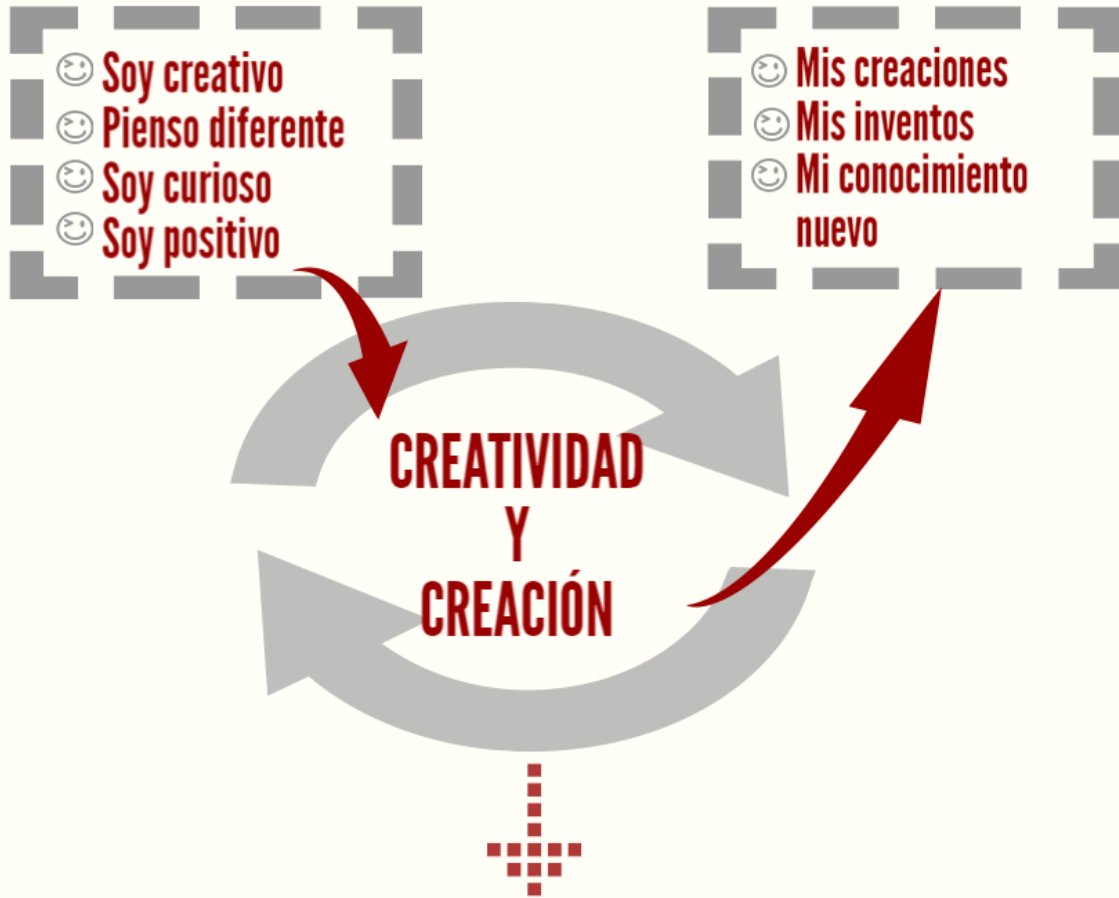 Soy creativo
Pienso diferente
Soy curioso
Soy positivo
Mis creaciones
Mis inventos
Mi conocimiento
nuevo
CREATIVIDAD
Y
CREACIÓN